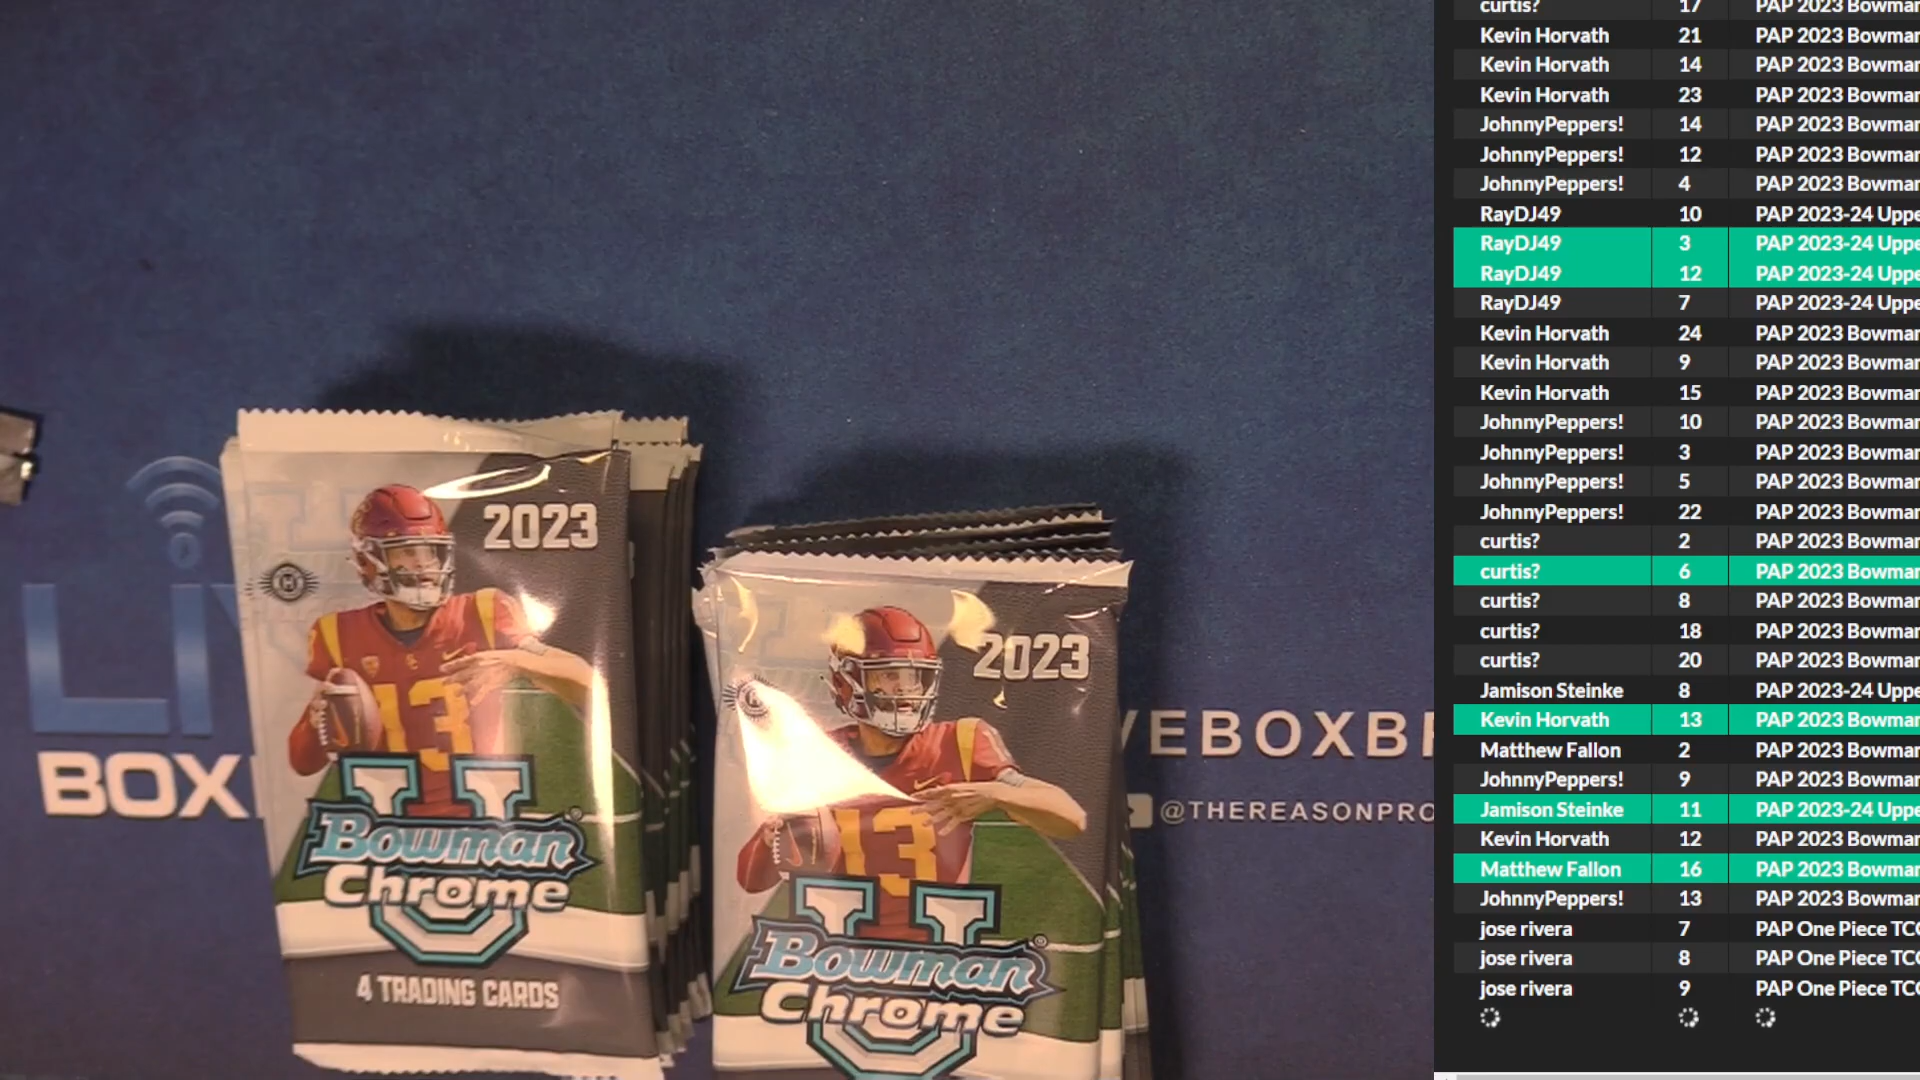 2023
13
Bowman
Chrome
4 TRADING CARDS
2023
13
Bowman
Chrome
LIV
BOX
VEBOXBR
@THEREASONPRO
curtis? 17 PAP 2023 Bowman
Kevin Horvath 21 PAP 2023 Bowman
Kevin Horvath 14 PAP 2023 Bowman
Kevin Horvath 23 PAP 2023 Bowman
JohnnyPeppers! 14 PAP 2023 Bowman
JohnnyPeppers! 12 PAP 2023 Bowman
JohnnyPeppers! 4 PAP 2023 Bowman
RayDJ49 10 PAP 2023-24 Uppe
RayDJ49 3 PAP 2023-24 Uppe
RayDJ49 12 PAP 2023-24 Uppe
RayDJ49 7 PAP 2023-24 Uppe
Kevin Horvath 24 PAP 2023 Bowman
Kevin Horvath 9 PAP 2023 Bowman
Kevin Horvath 15 PAP 2023 Bowman
JohnnyPeppers! 10 PAP 2023 Bowman
JohnnyPeppers! 3 PAP 2023 Bowman
JohnnyPeppers! 5 PAP 2023 Bowman
JohnnyPeppers! 22 PAP 2023 Bowman
curtis? 2 PAP 2023 Bowman
curtis? 6 PAP 2023 Bowman
curtis? 8 PAP 2023 Bowman
curtis? 18 PAP 2023 Bowman
curtis? 20 PAP 2023 Bowman
Jamison Steinke 8 PAP 2023-24 Uppe
Kevin Horvath 13 PAP 2023 Bowman
Matthew Fallon 2 PAP 2023 Bowman
JohnnyPeppers! 9 PAP 2023 Bowman
Jamison Steinke 11 PAP 2023-24 Uppe
Kevin Horvath 12 PAP 2023 Bowman
Matthew Fallon 16 PAP 2023 Bowman
JohnnyPeppers! 13 PAP 2023 Bowman
jose rivera 7 PAP One Piece TCG
jose rivera 8 PAP One Piece TCG
jose rivera 9 PAP One Piece TCG